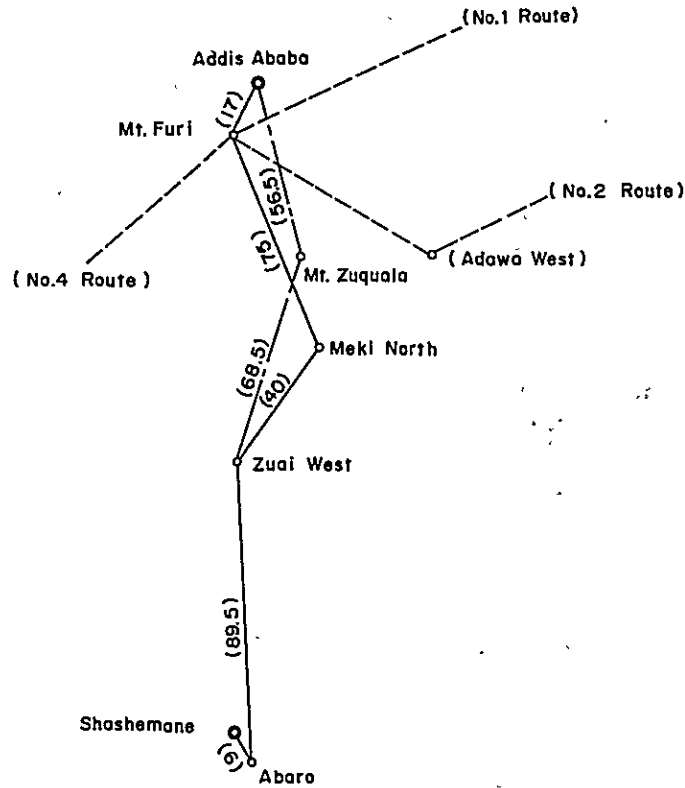 (No.1 Route)
Addis Ababa
(17)
Mt. Furi
(56.5)
(No.2 Route)
(75)
(Adawa West)
Mt. Zuquala
(No.4 Route)
Meki North
(68.5)
(40)
Zuai West
(89.5)
Shashemane
(9)
Abaro